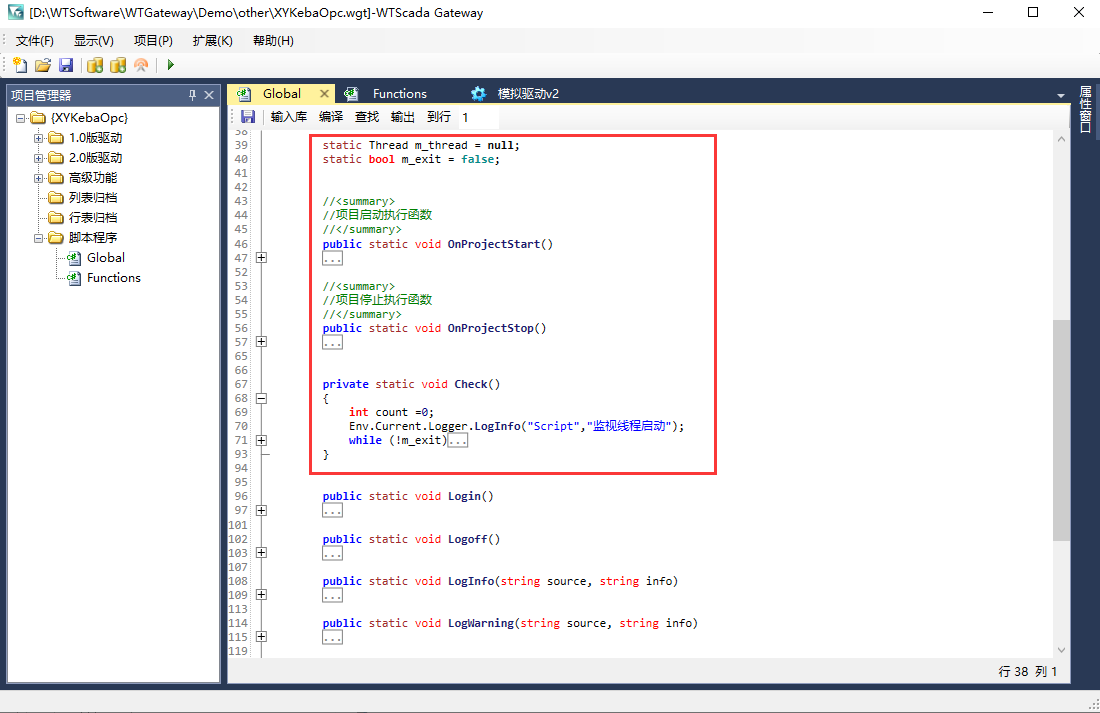 [D:\WTSoftware\WTGateway\Demo\other\XYKebaOpc.wgt]-WTScada Gateway
文件(F) 显示(V) 项目(P) 扩展(K) 帮助(H)
项目管理器
{XYKebaOpc}
1.0版驱动
2.0版驱动
高级功能
列表归档
行表归档
脚本程序
Global
Functions
Global Functions 模拟驱动v2
输入库 编译 查找 输出 到行 1
38
39 static Thread m_thread = null;
40 static bool m_exit = false;
41
42
43 //<summary>
44 //项目启动执行函数
45 //</summary>
46 public static void OnProjectStart()
47 ...
52
53 //<summary>
54 //项目停止执行函数
55 //</summary>
56 public static void OnProjectStop()
57 ...
65
66
67 private static void Check()
68 {
69 int count =0;
70 Env.Current.Logger.LogInfo("Script","监视线程启动");
71 while (!m_exit)...
93 }
94
95
96 public static void Login()
97 ...
101
102 public static void Logoff()
103 ...
107
108 public static void LogInfo(string source, string info)
109 ...
113
114 public static void LogWarning(string source, string info)
115 ...
119
行 38 列 1
属性窗口